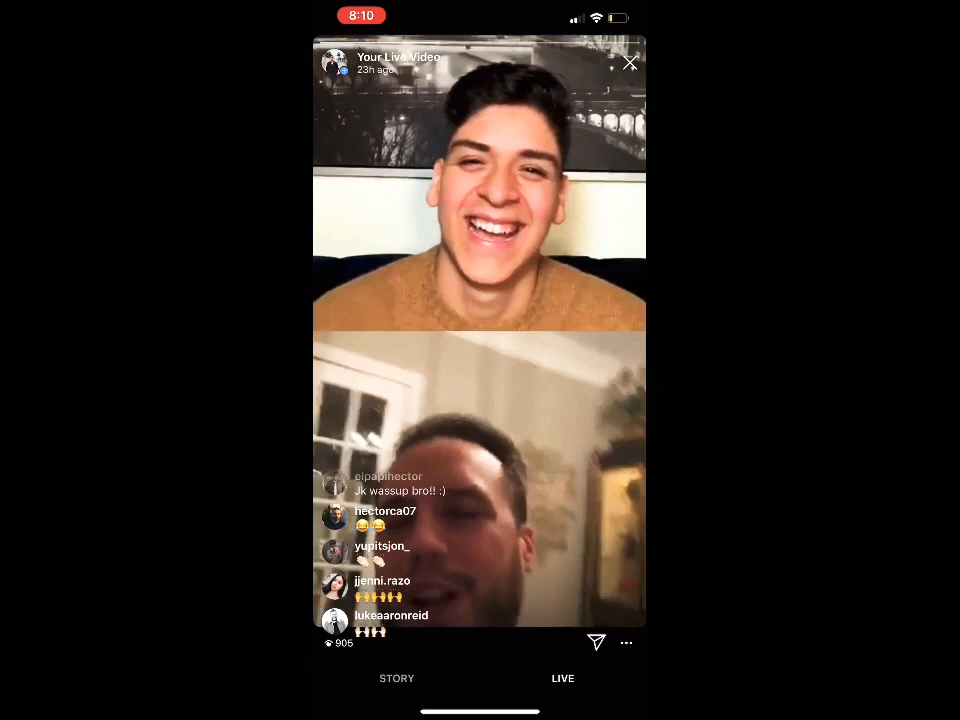 8:10
Your Live Video
23h ago
elpapihector
Jk wassup bro!! :)
hectorca07
😂😂
yupitsjon_
👏🏻👏🏻
jjenni.razo
🙌🙌🙌
lukeaaronreid
🙌🏻🙌🏻
905
STORY
LIVE